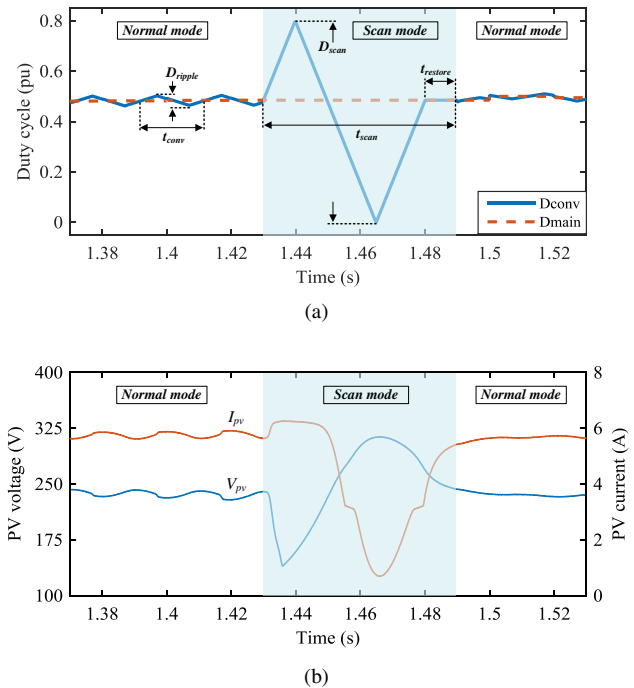 Normal mode
Scan mode
Normal mode
D_ripple
D_scan
t_restore
t_conv
t_scan
Duty cycle (pu)
0.8
0.6
0.4
0.2
0
Dconv
Dmain
1.38 1.4 1.42 1.44 1.46 1.48 1.5 1.52
Time (s)
(a)
Normal mode
Scan mode
Normal mode
I_pv
V_pv
PV voltage (V)
400
325
250
175
100
PV current (A)
8
6
4
2
0
1.38 1.4 1.42 1.44 1.46 1.48 1.5 1.52
Time (s)
(b)